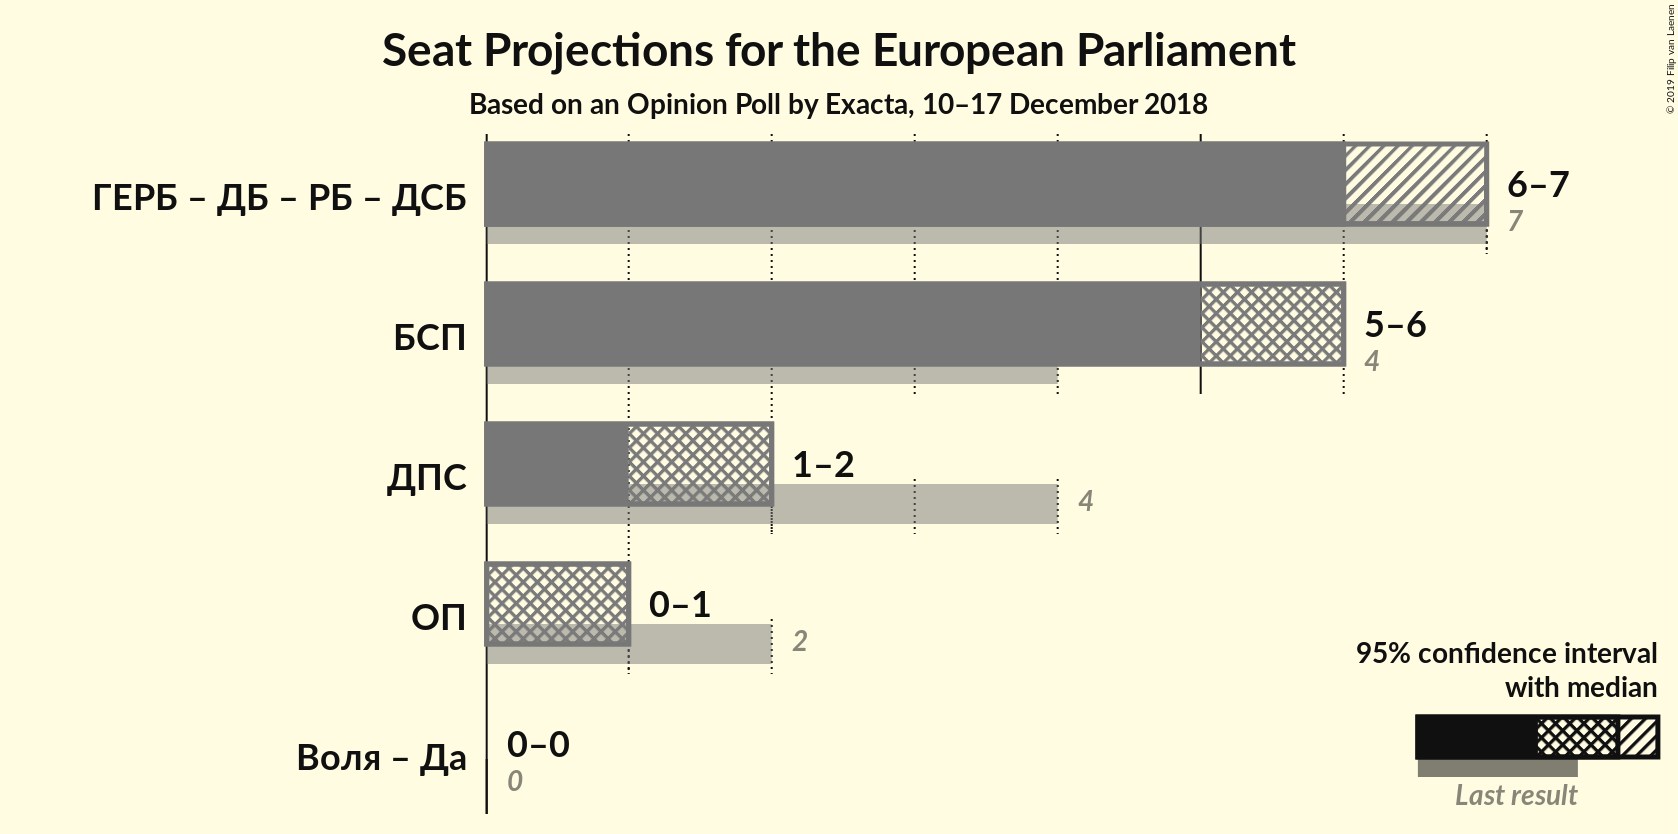 Seat Projections for the European Parliament
Based on an Opinion Poll by Exacta, 10–17 December 2018
© 2019 Filip van Laenen
ГЕРБ – ДБ – РБ – ДСБ
6–7
7
БСП
5–6
4
ДПС
1–2
4
ОП
0–1
2
Воля – Да
0–0
0
95% confidence interval
with median
Last result